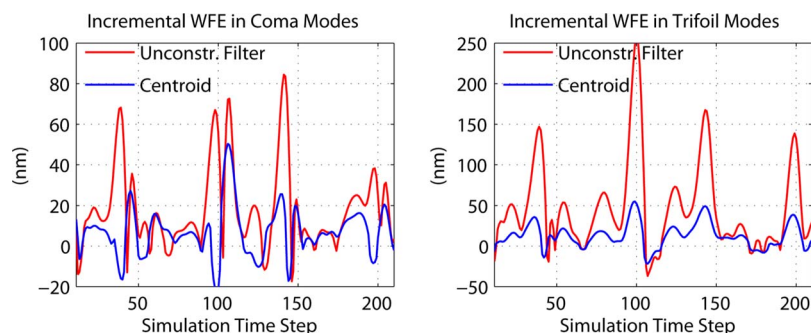 Incremental WFE in Coma Modes
100
80
60
40
20
0
−20
(nm)
Unconstr. Filter
Centroid
50
100
150
200
Simulation Time Step
Incremental WFE in Trifoil Modes
250
200
150
100
50
0
−50
(nm)
Unconstr. Filter
Centroid
50
100
150
200
Simulation Time Step